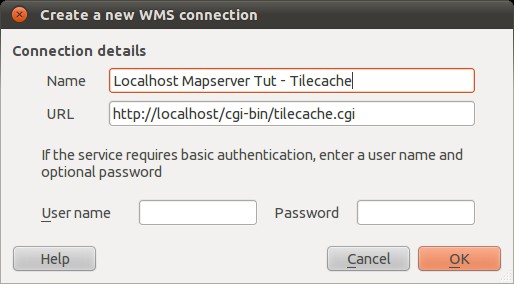 Create a new WMS connection
Connection details
Name Localhost Mapserver Tut - Tilecache
URL http://localhost/cgi-bin/tilecache.cgi
If the service requires basic authentication, enter a user name and
optional password
User name Password
Help Cancel OK